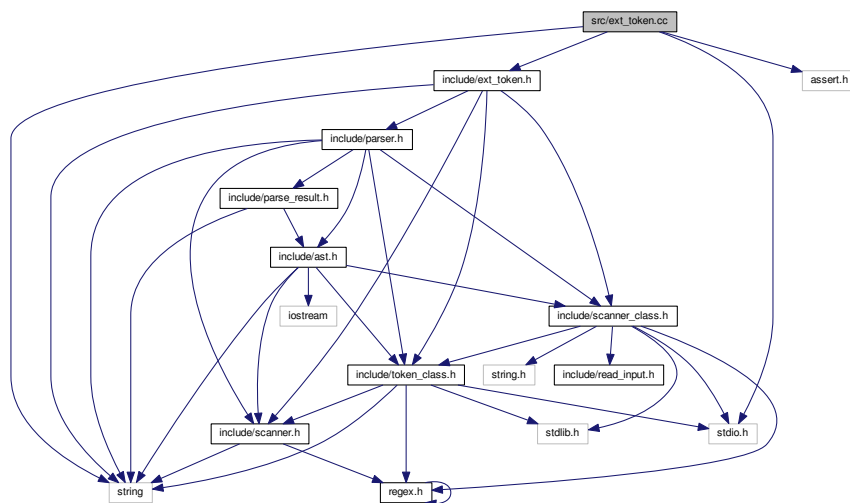 src/ext_token.cc
include/ext_token.h
assert.h
include/parser.h
include/parse_result.h
include/ast.h
iostream
include/scanner_class.h
include/token_class.h
string.h
include/read_input.h
include/scanner.h
stdlib.h
stdio.h
string
regex.h